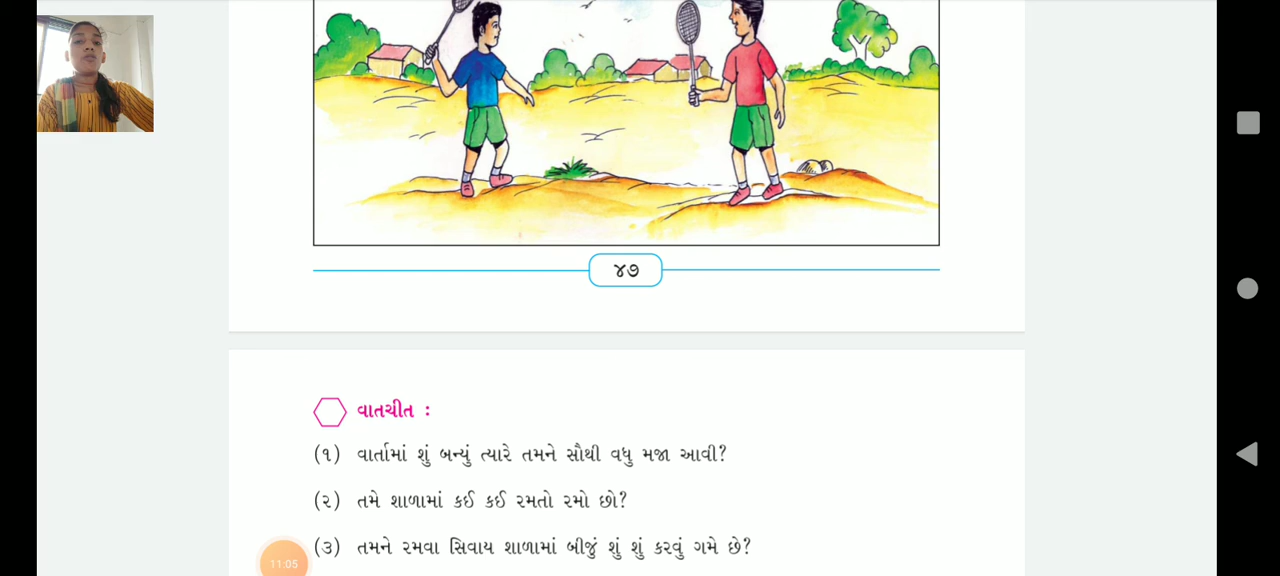 ૪૭
વાતચીત :
(૧) વાર્તામાં શું બન્યું ત્યારે તમને સૌથી વધુ મજા આવી?
(૨) તમે શાળામાં કઈ કઈ રમતો રમો છો?
(૩) તમને રમવા સિવાય શાળામાં બીજું શું શું કરવું ગમે છે?
11:05